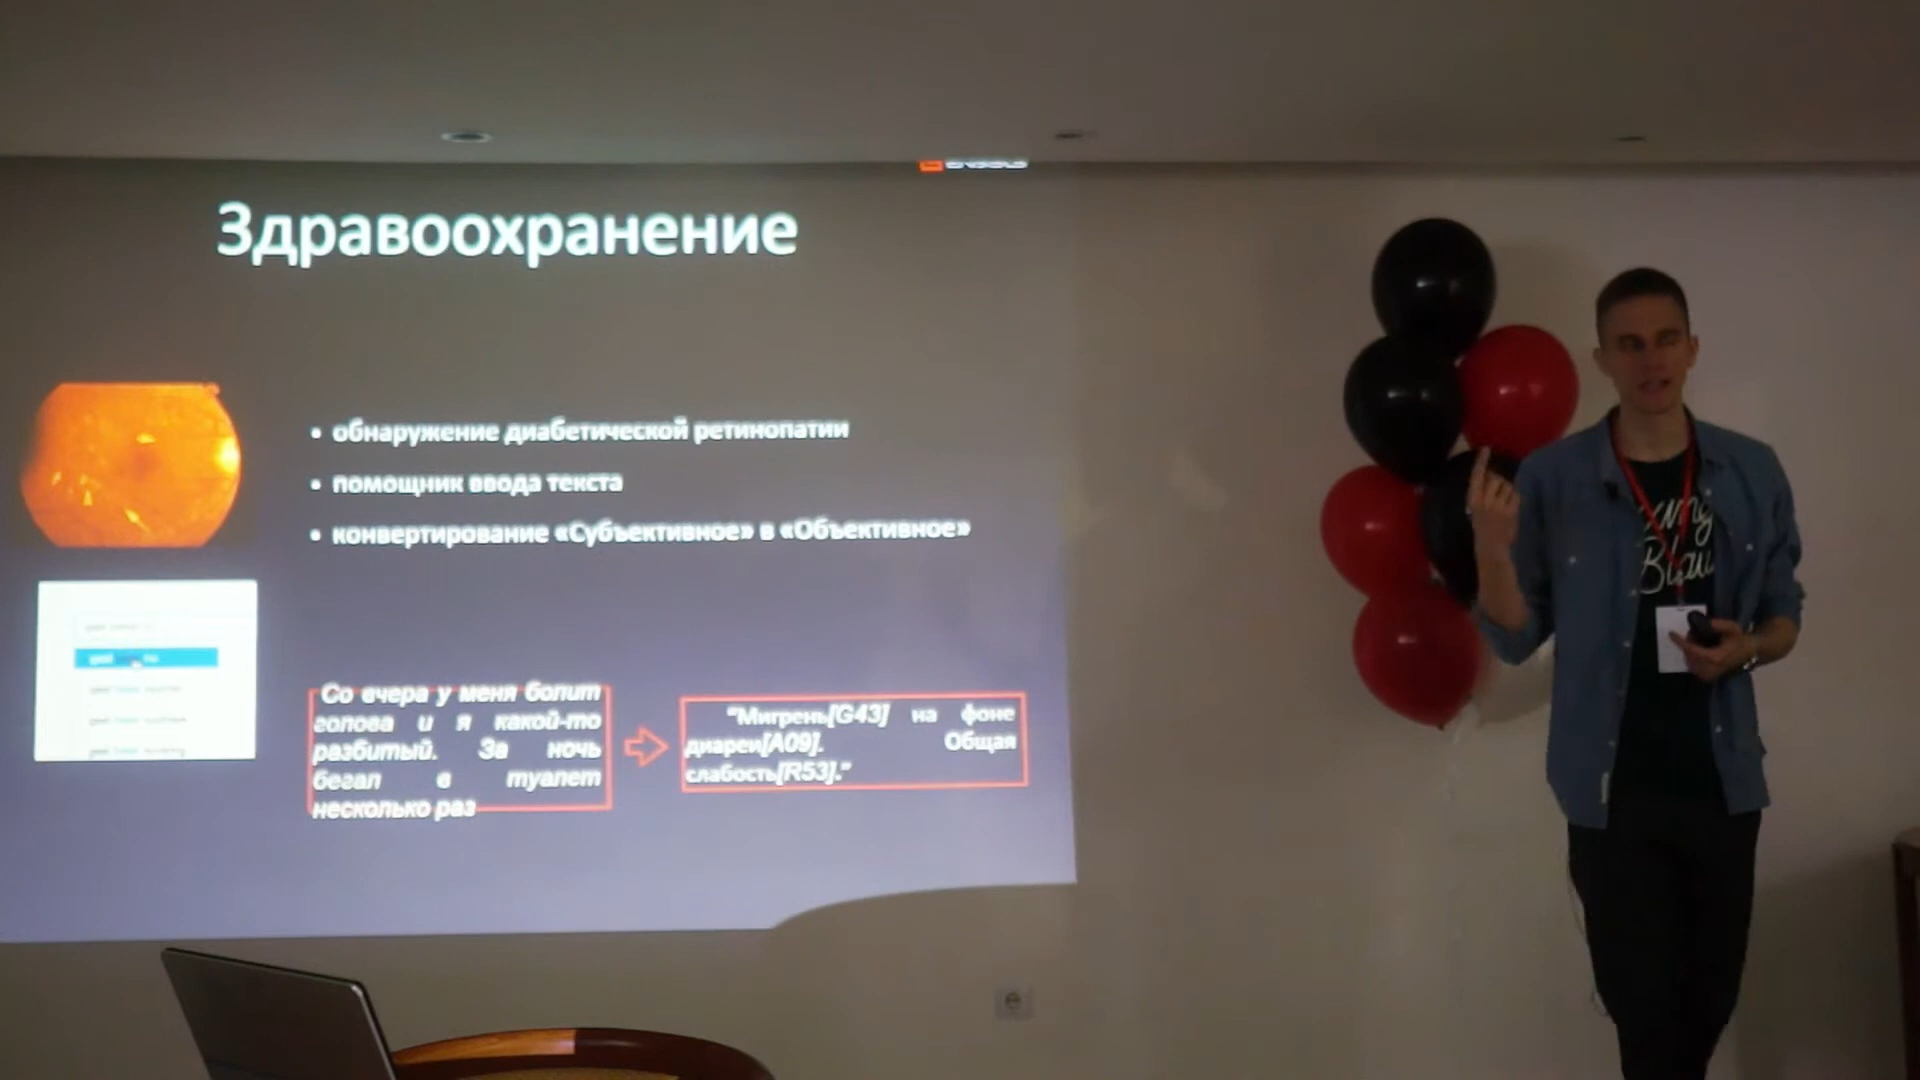 Здравоохранение
• обнаружение диабетической ретинопатии
• помощник ввода текста
• конвертирование «Субъективное» в «Объективное»
Со вчера у меня болит
голова и я какой-то
разбитый. За ночь
бегал в туалет
несколько раз
"Мигрень[G43] на фоне
диареи[A09]. Общая
слабость[R53]."